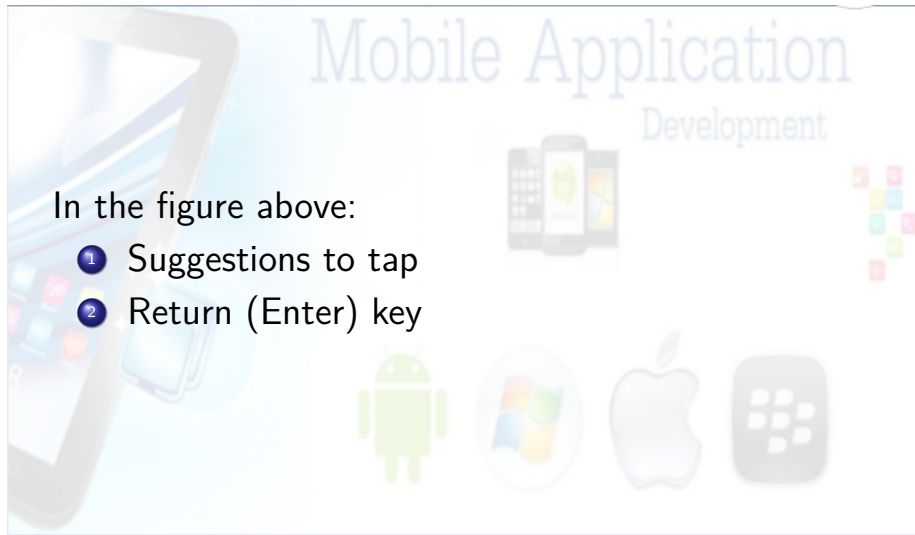 Mobile Application
Development
In the figure above:
1 Suggestions to tap
2 Return (Enter) key